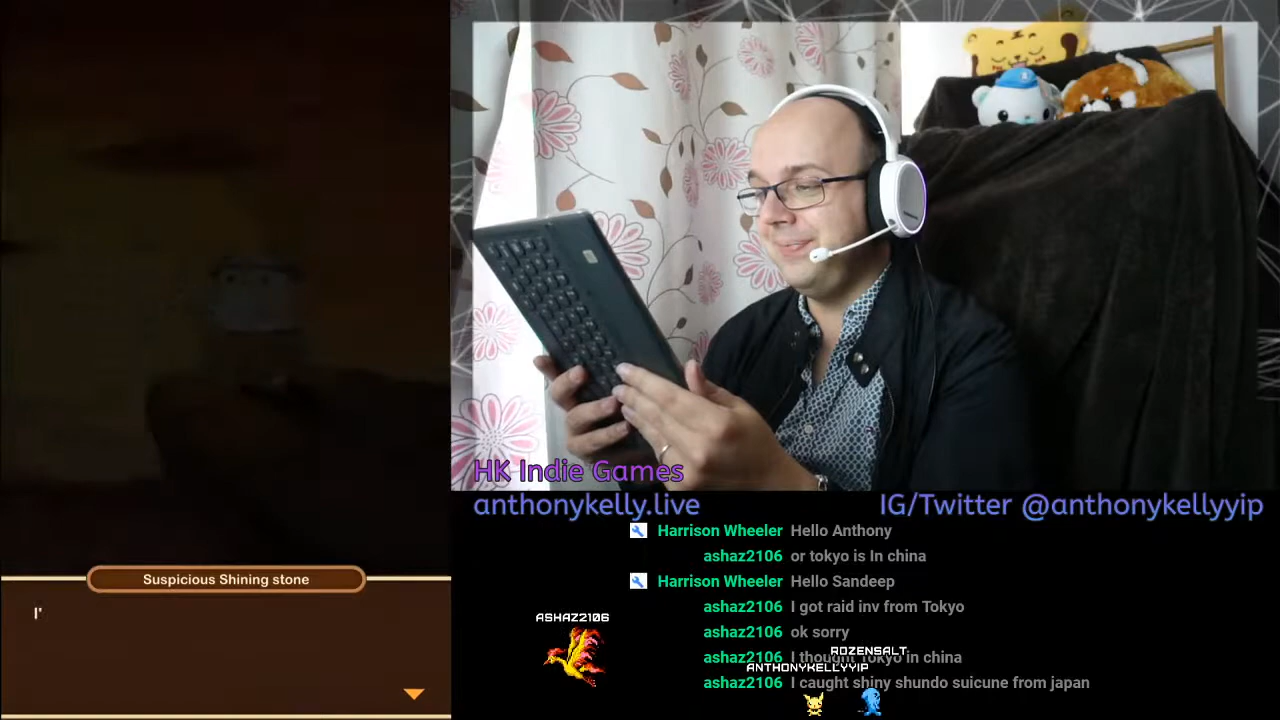 Suspicious Shining stone
I'
HK Indie Games
anthonykelly.live
IG/Twitter @anthonykellyyip
Harrison Wheeler Hello Anthony
ashaz2106 or tokyo is In china
Harrison Wheeler Hello Sandeep
ashaz2106 I got raid inv from Tokyo
ashaz2106 ok sorry
ashaz2106 I thought Tokyo in china
ashaz2106 I caught shiny shundo suicune from japan
ASHAZ2106
ROZENSALT
ANTHONYKELLYYIP